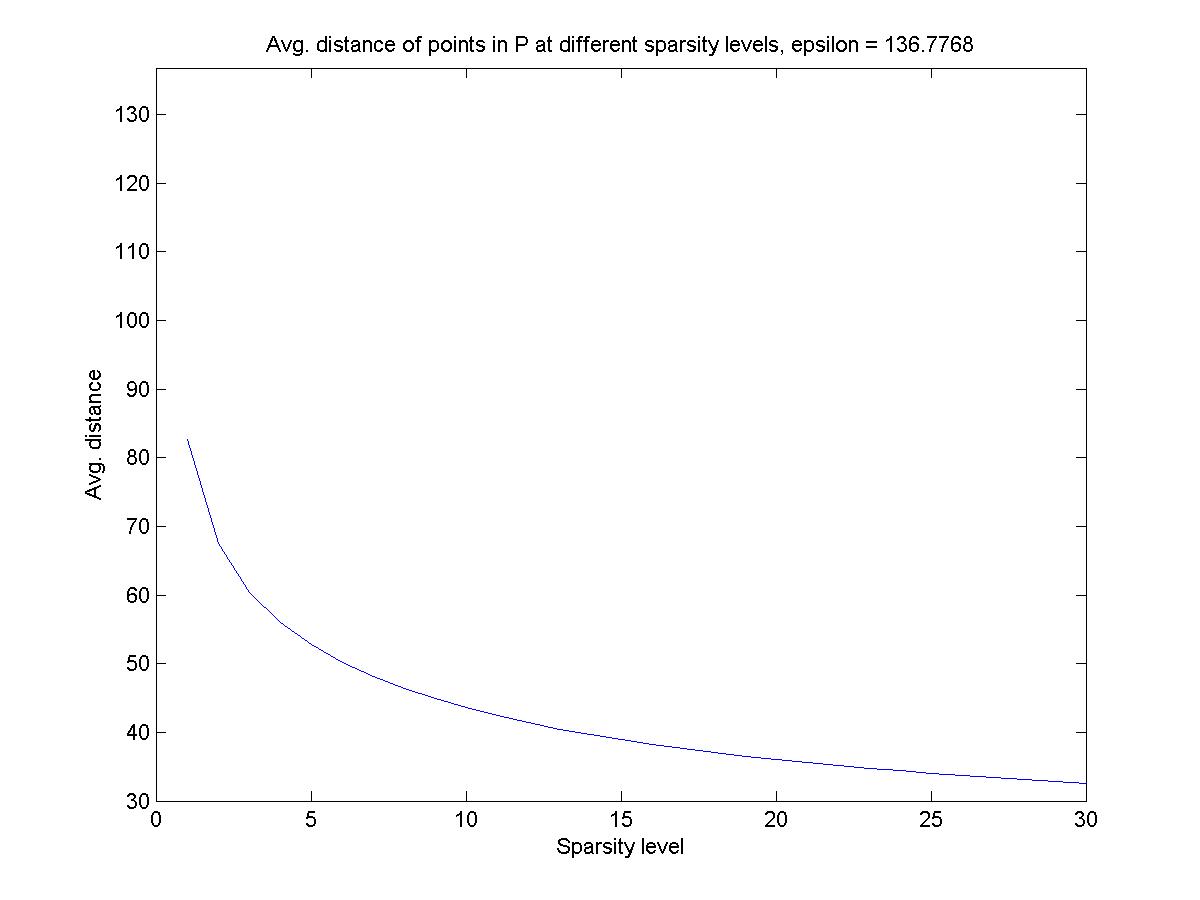 Avg. distance of points in P at different sparsity levels, epsilon = 136.7768
130
120
110
100
90
80
70
60
50
40
30
Avg. distance
0 5 10 15 20 25 30
Sparsity level